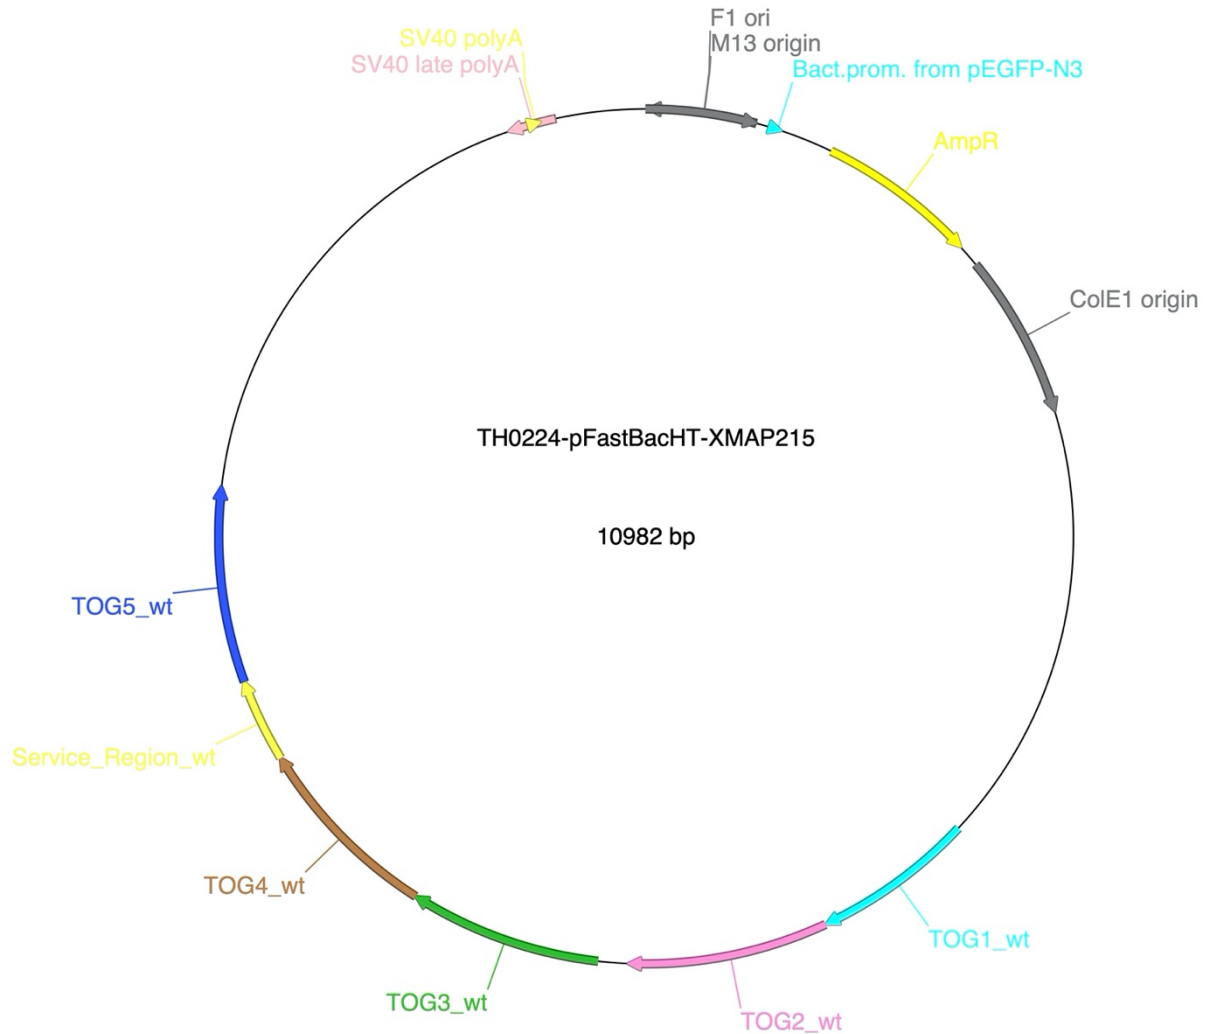 F1 ori
M13 origin
SV40 polyA
SV40 late polyA
Bact.prom. from pEGFP-N3
AmpR
ColE1 origin
TH0224-pFastBacHT-XMAP215
10982 bp
TOG5_wt
Service_Region_wt
TOG4_wt
TOG1_wt
TOG3_wt
TOG2_wt